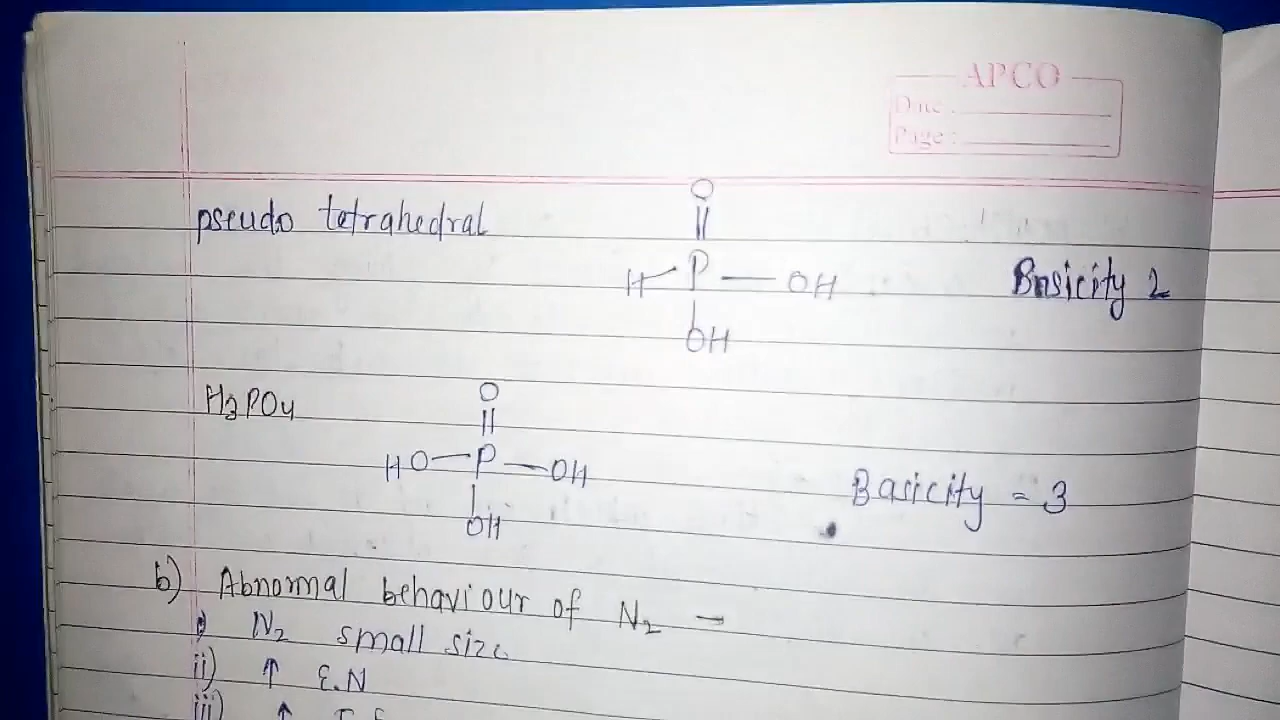 APCO
Date :
Page :
pseudo tetrahedral
O
||
H - P - OH
|
OH
Basicity 2
H3PO4
O
||
HO - P - OH
|
OH
Basicity = 3
b) Abnormal behaviour of N2 -
i) N2 small size
ii) ↑ E.N
iii) ↑